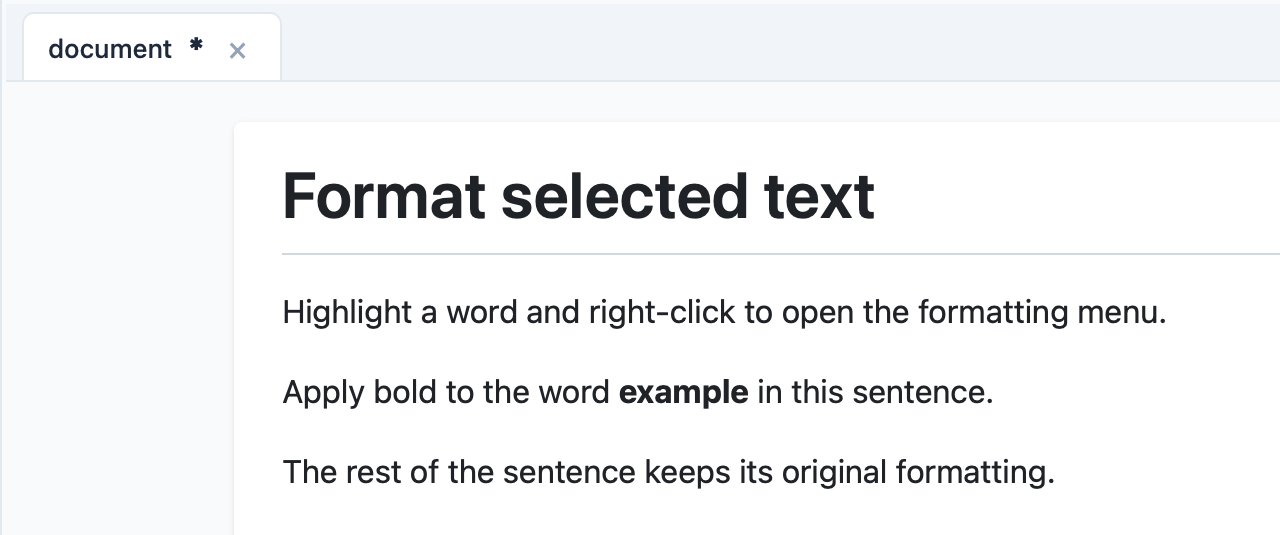 document * ×
Format selected text
Highlight a word and right-click to open the formatting menu.
Apply bold to the word example in this sentence.
The rest of the sentence keeps its original formatting.